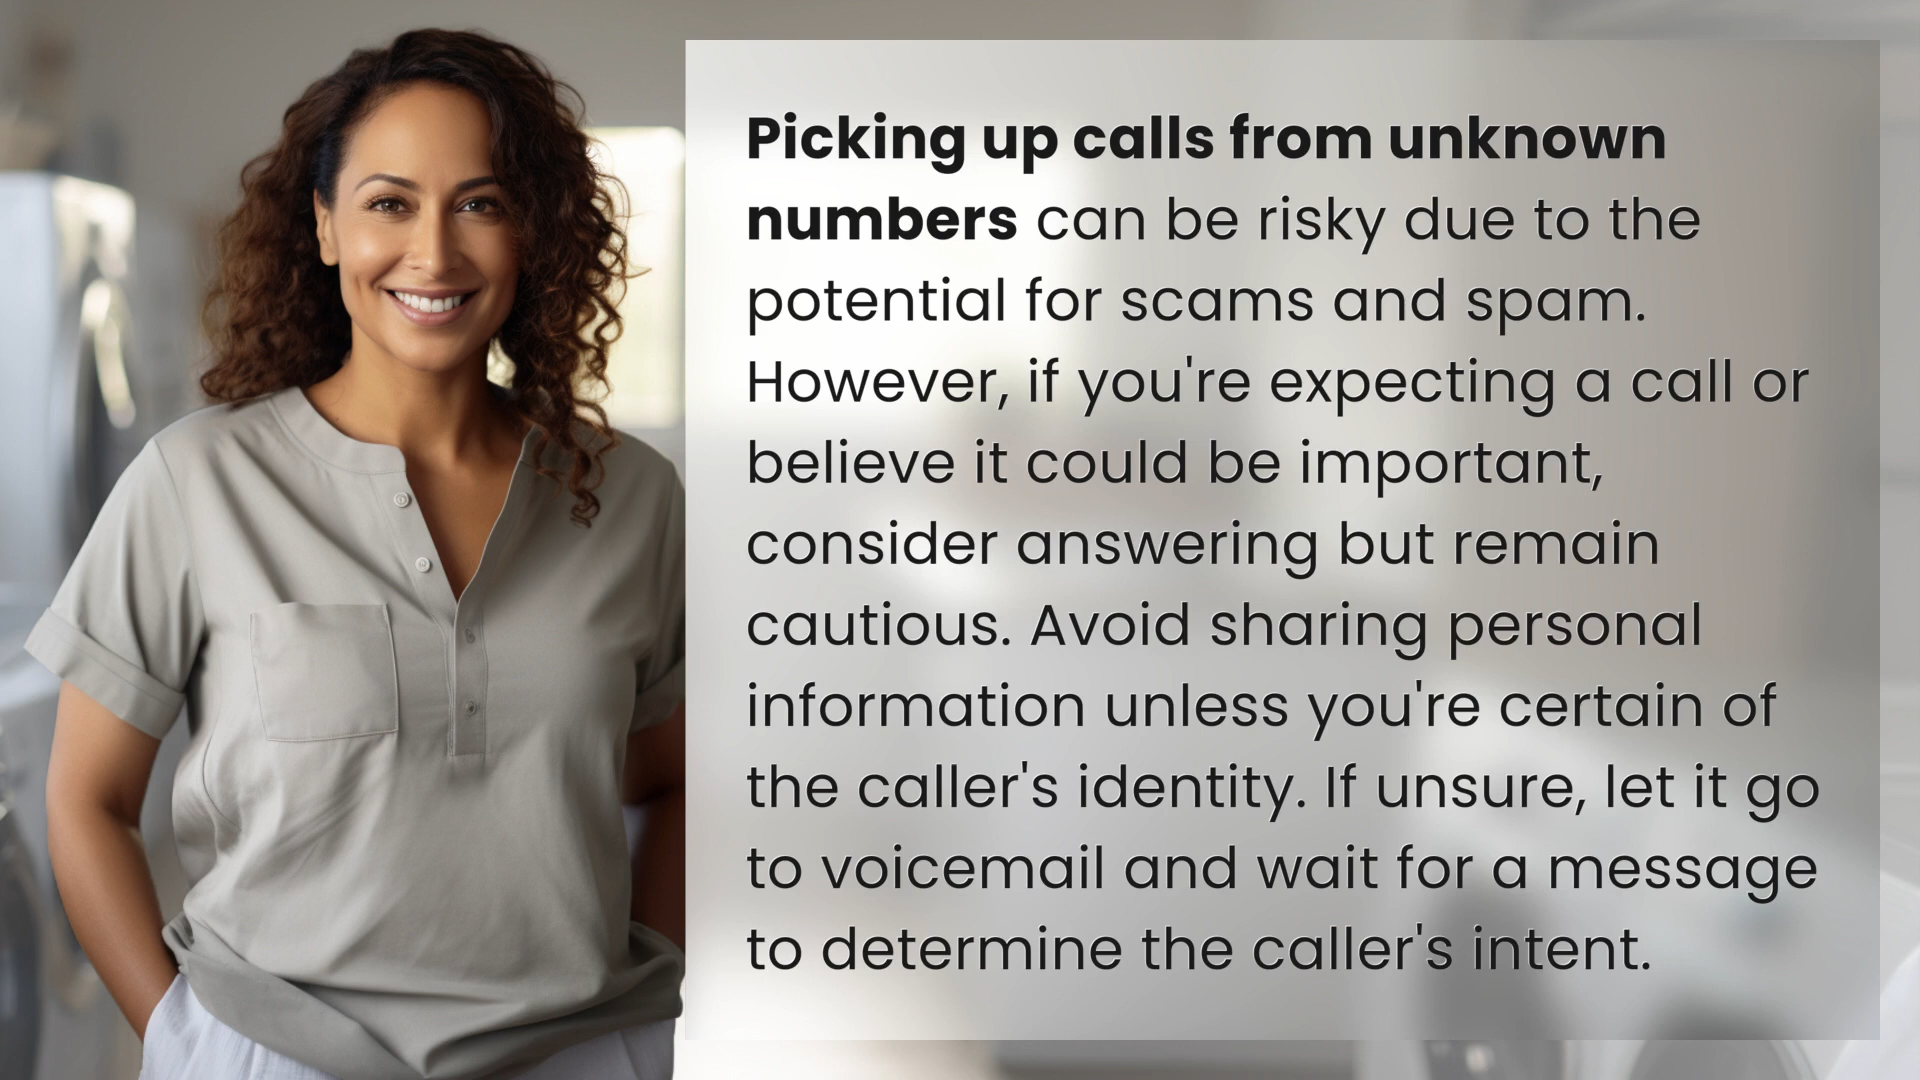 Picking up calls from unknown
numbers can be risky due to the
potential for scams and spam.
However, if you're expecting a call or
believe it could be important,
consider answering but remain
cautious. Avoid sharing personal
information unless you're certain of
the caller's identity. If unsure, let it go
to voicemail and wait for a message
to determine the caller's intent.